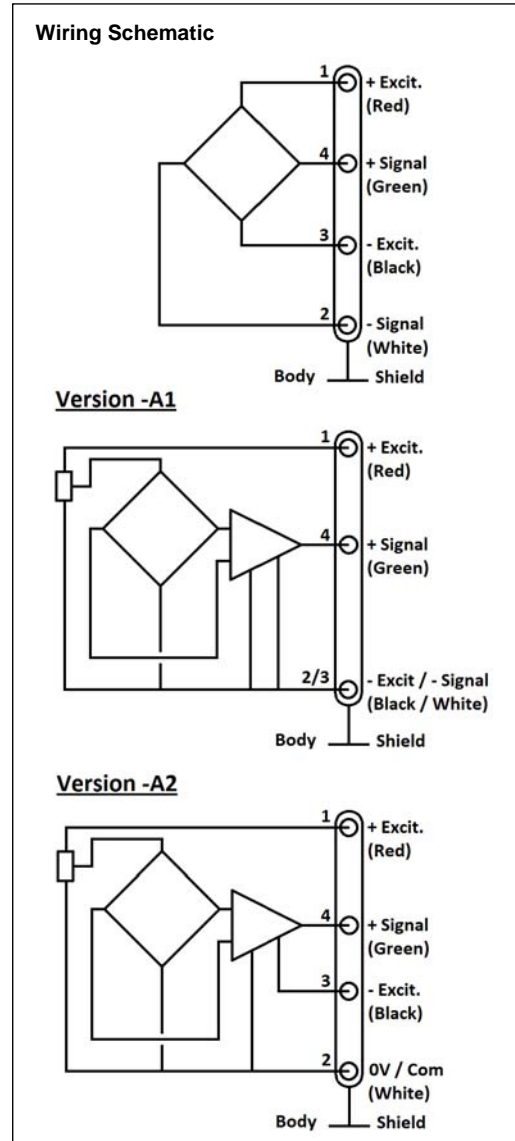 Wiring Schematic
1 + Excit.
(Red)
4 + Signal
(Green)
3 - Excit.
(Black)
2 - Signal
(White)
Body Shield
Version -A1
1 + Excit.
(Red)
4 + Signal
(Green)
2/3 - Excit / - Signal
(Black / White)
Body Shield
Version -A2
1 + Excit.
(Red)
4 + Signal
(Green)
3 - Excit.
(Black)
2 0V / Com
(White)
Body Shield